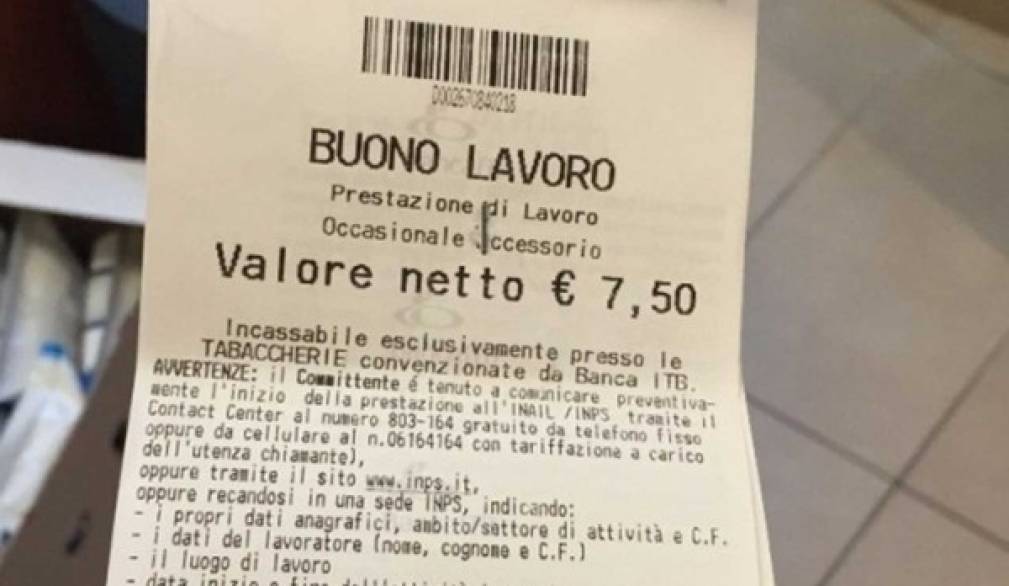 D0002670840218
BUONO LAVORO
Prestazione di Lavoro
Occasionale Accessorio
Valore netto € 7,50
Incassabile esclusivamente presso le
TABACCHERIE convenzionate da Banca ITB.
AVVERTENZE: il Committente é tenuto a comunicare preventiva-
mente l'inizio della prestazione all'INAIL /INPS tramite il
Contact Center al numero 803-164 gratuito da telefono fisso
oppure da cellulare al n.06164164 con tariffazione a carico
dell'utenza chiamante),
oppure tramite il sito www.inps.it,
oppure recandosi in una sede INPS, indicando:
- i propri dati anagrafici, ambito/settore di attività e C.F.
- i dati del lavoratore (nome, cognome e C.F.)
- il luogo di lavoro
- data inizio e fine